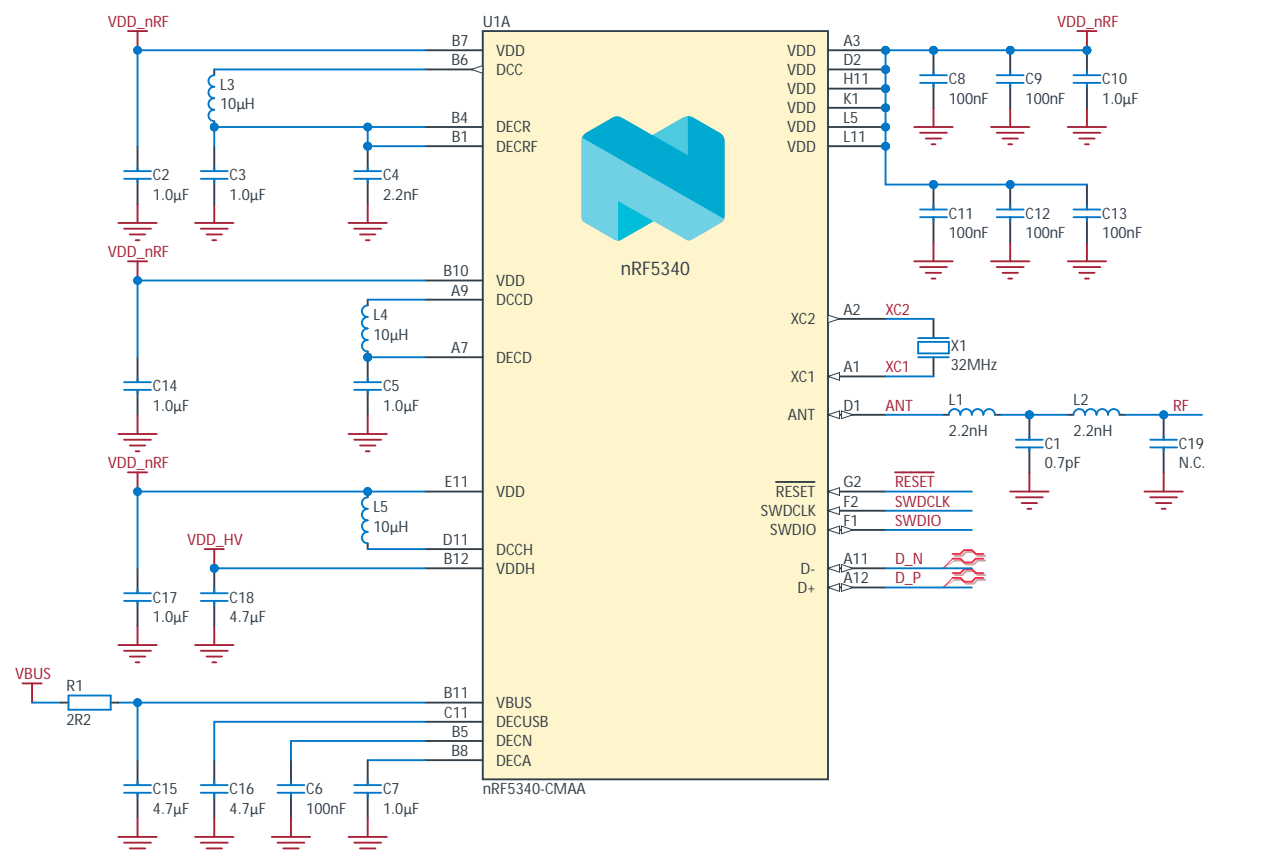 VDD_nRF
U1A
VDD_nRF
B7
VDD
B6
DCC
L3
10µH
B4
DECR
B1
DECRF
C2
1.0µF
C3
1.0µF
C4
2.2nF
A3
VDD
D2
VDD
H11
VDD
K1
VDD
L5
VDD
L11
VDD
C8
100nF
C9
100nF
C10
1.0µF
C11
100nF
C12
100nF
C13
100nF
nRF5340
VDD_nRF
B10
VDD
A9
DCCD
L4
10µH
A7
DECD
C14
1.0µF
C5
1.0µF
XC2
A2
XC2
X1
32MHz
XC1
A1
XC1
ANT
D1
ANT
L1
2.2nH
L2
2.2nH
RF
C1
0.7pF
C19
N.C.
VDD_nRF
E11
VDD
L5
10µH
D11
DCCH
VDD_HV
B12
VDDH
C17
1.0µF
C18
4.7µF
RESET
G2
RESET
SWDCLK
F2
SWDCLK
SWDIO
F1
SWDIO
D-
A11
D_N
D+
A12
D_P
VBUS
R1
2R2
B11
VBUS
C11
DECUSB
B5
DECN
B8
DECA
C15
4.7µF
C16
4.7µF
C6
100nF
C7
1.0µF
nRF5340-CMAA